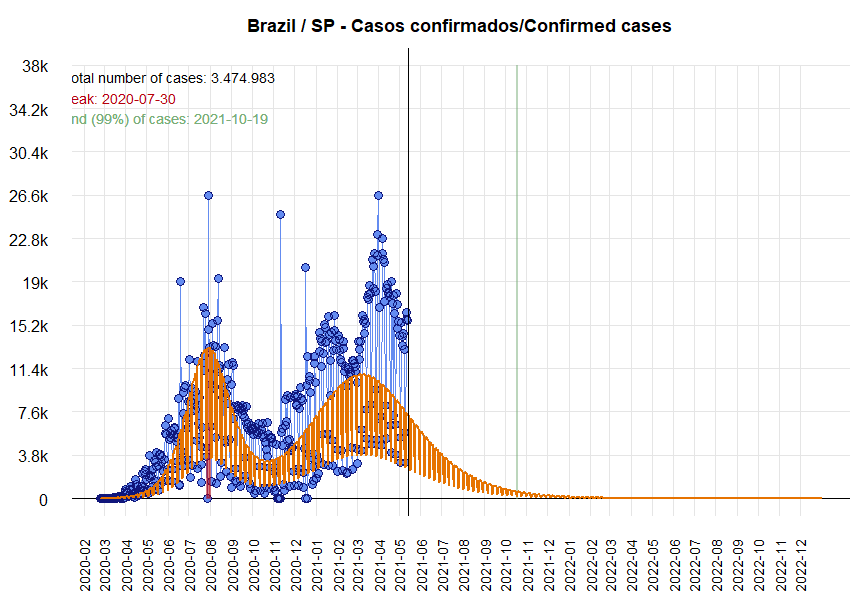 Brazil / SP - Casos confirmados/Confirmed cases
38k
34.2k
30.4k
26.6k
22.8k
19k
15.2k
11.4k
7.6k
3.8k
0
otal number of cases: 3.474.983
eak: 2020-07-30
nd (99%) of cases: 2021-10-19
2020-02
2020-03
2020-04
2020-05
2020-06
2020-07
2020-08
2020-09
2020-10
2020-11
2020-12
2021-01
2021-02
2021-03
2021-04
2021-05
2021-06
2021-07
2021-08
2021-09
2021-10
2021-11
2021-12
2022-01
2022-02
2022-03
2022-04
2022-05
2022-06
2022-07
2022-08
2022-09
2022-10
2022-11
2022-12